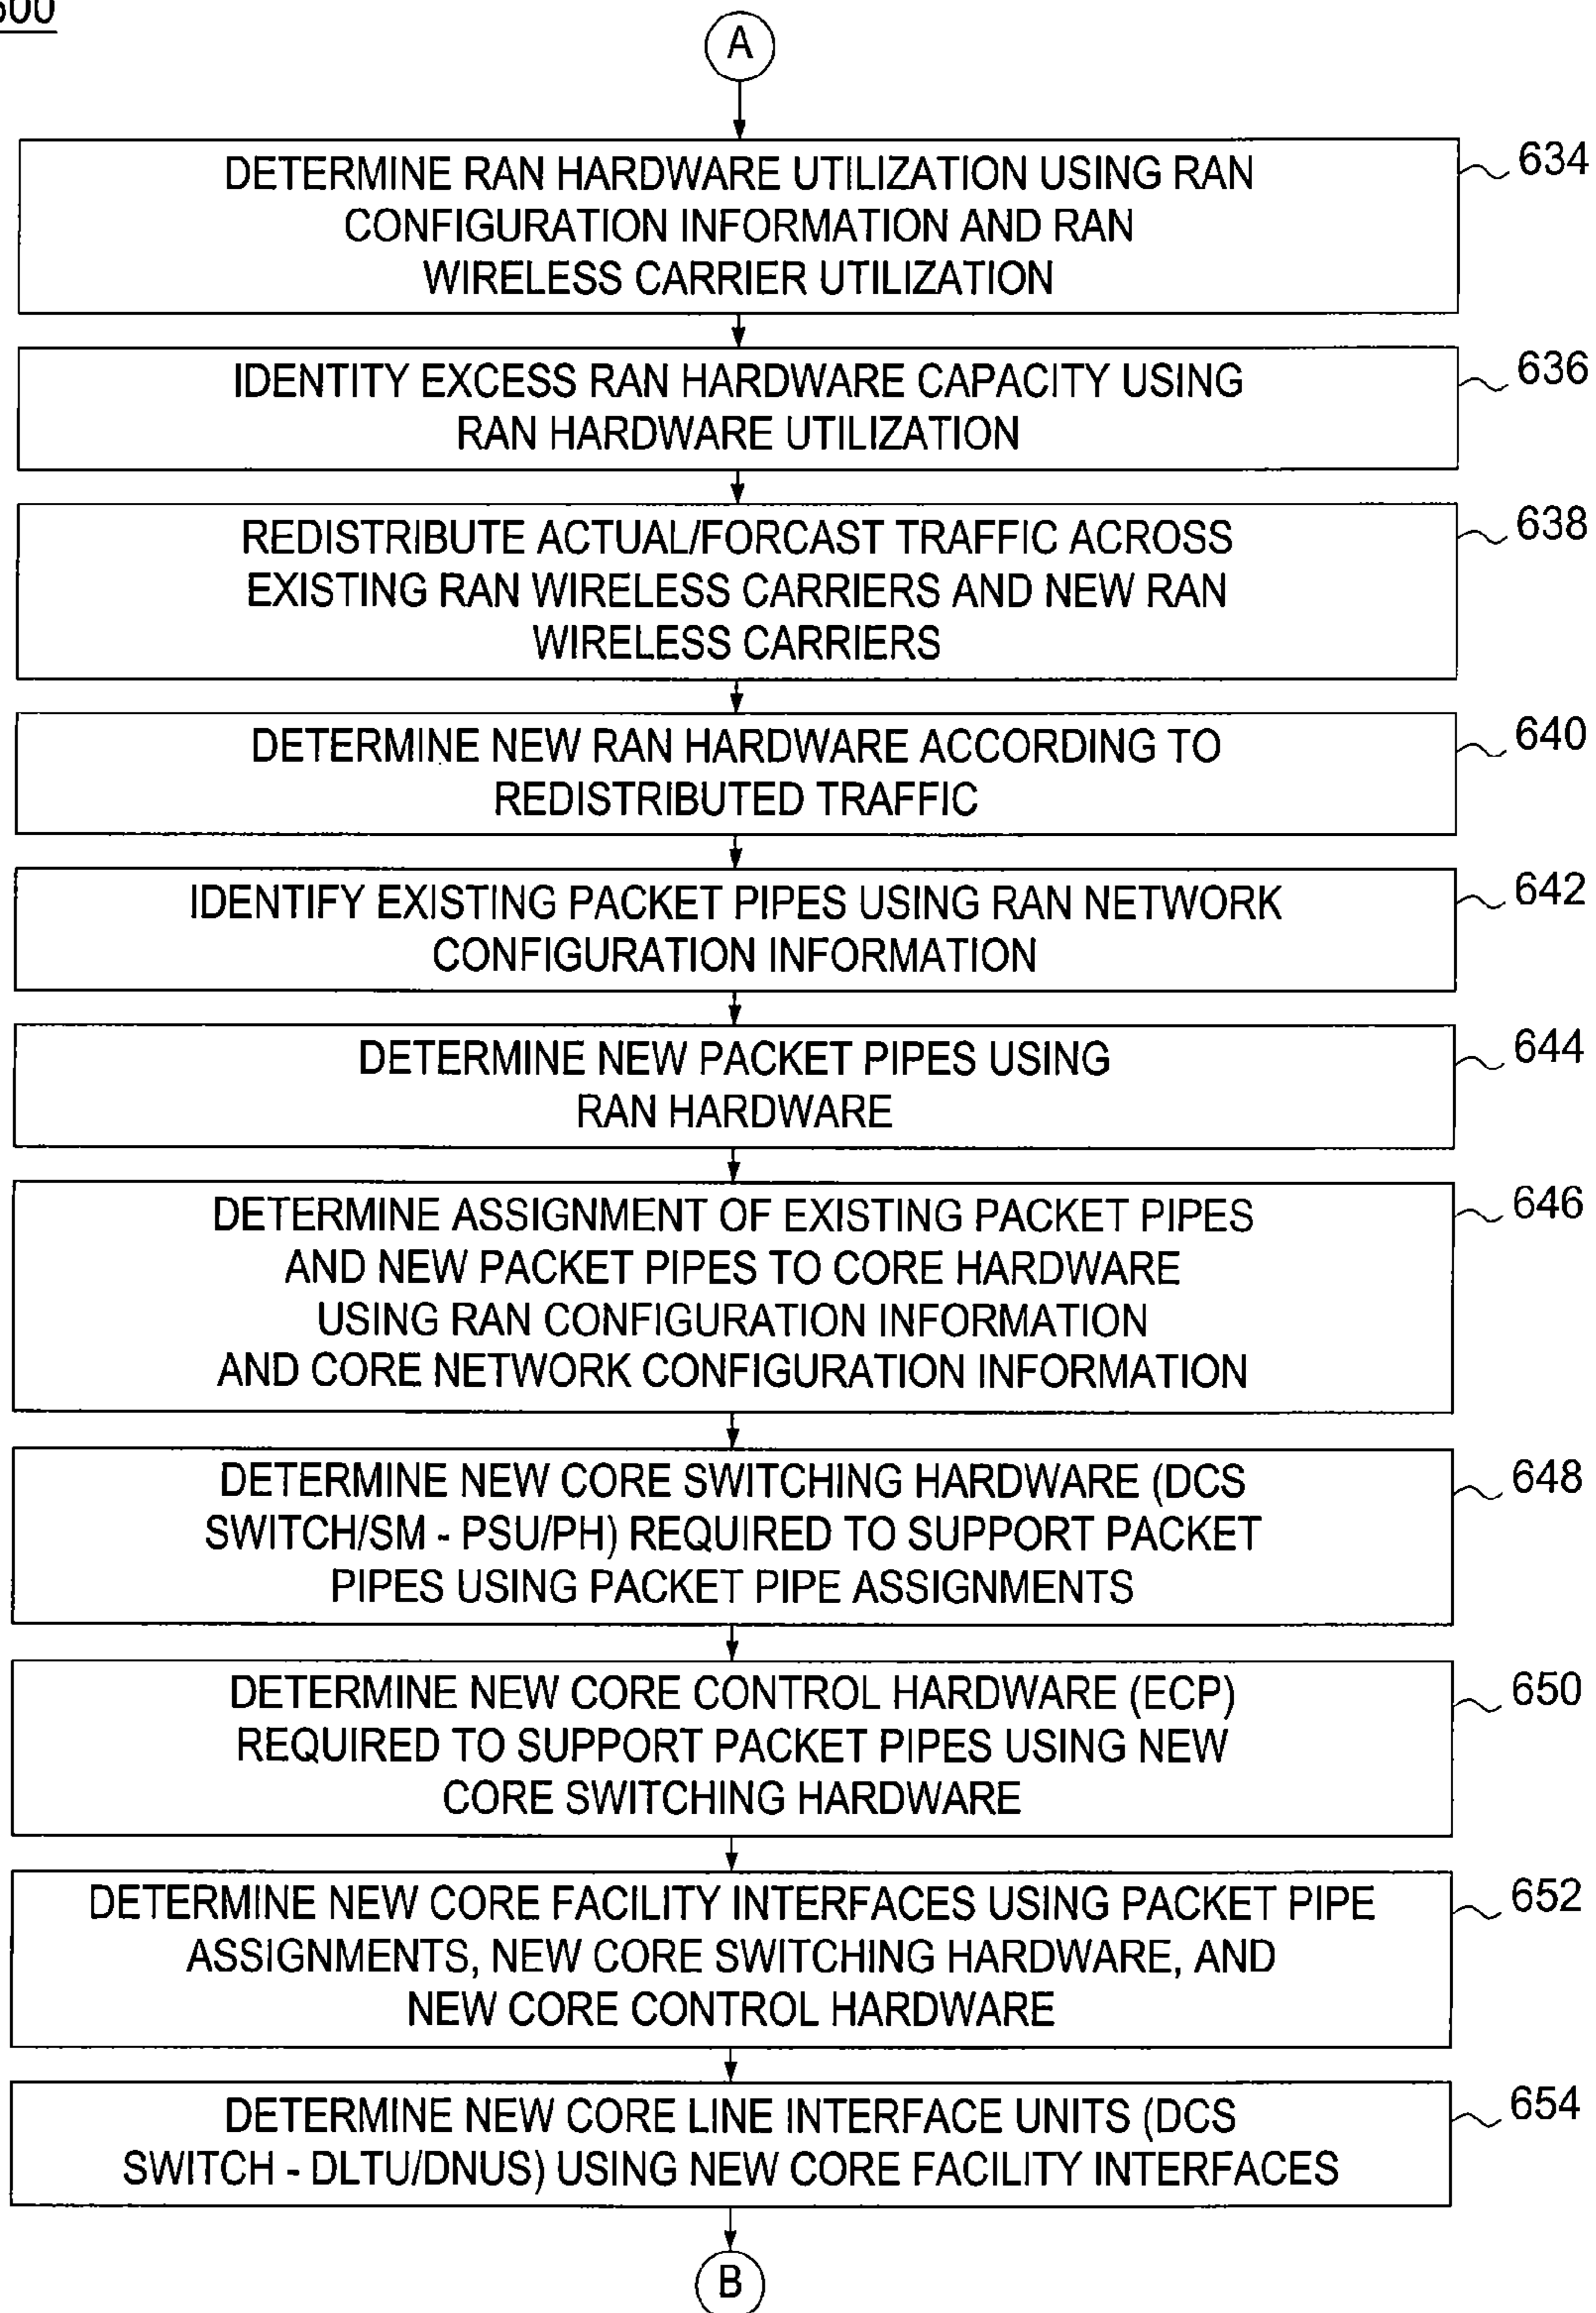 A
DETERMINE RAN HARDWARE UTILIZATION USING RAN
CONFIGURATION INFORMATION AND RAN
WIRELESS CARRIER UTILIZATION
634
IDENTITY EXCESS RAN HARDWARE CAPACITY USING
RAN HARDWARE UTILIZATION
636
REDISTRIBUTE ACTUAL/FORCAST TRAFFIC ACROSS
EXISTING RAN WIRELESS CARRIERS AND NEW RAN
WIRELESS CARRIERS
638
DETERMINE NEW RAN HARDWARE ACCORDING TO
REDISTRIBUTED TRAFFIC
640
IDENTIFY EXISTING PACKET PIPES USING RAN NETWORK
CONFIGURATION INFORMATION
642
DETERMINE NEW PACKET PIPES USING
RAN HARDWARE
644
DETERMINE ASSIGNMENT OF EXISTING PACKET PIPES
AND NEW PACKET PIPES TO CORE HARDWARE
USING RAN CONFIGURATION INFORMATION
AND CORE NETWORK CONFIGURATION INFORMATION
646
DETERMINE NEW CORE SWITCHING HARDWARE (DCS
SWITCH/SM - PSU/PH) REQUIRED TO SUPPORT PACKET
PIPES USING PACKET PIPE ASSIGNMENTS
648
DETERMINE NEW CORE CONTROL HARDWARE (ECP)
REQUIRED TO SUPPORT PACKET PIPES USING NEW
CORE SWITCHING HARDWARE
650
DETERMINE NEW CORE FACILITY INTERFACES USING PACKET PIPE
ASSIGNMENTS, NEW CORE SWITCHING HARDWARE, AND
NEW CORE CONTROL HARDWARE
652
DETERMINE NEW CORE LINE INTERFACE UNITS (DCS
SWITCH - DLTU/DNUS) USING NEW CORE FACILITY INTERFACES
654
B